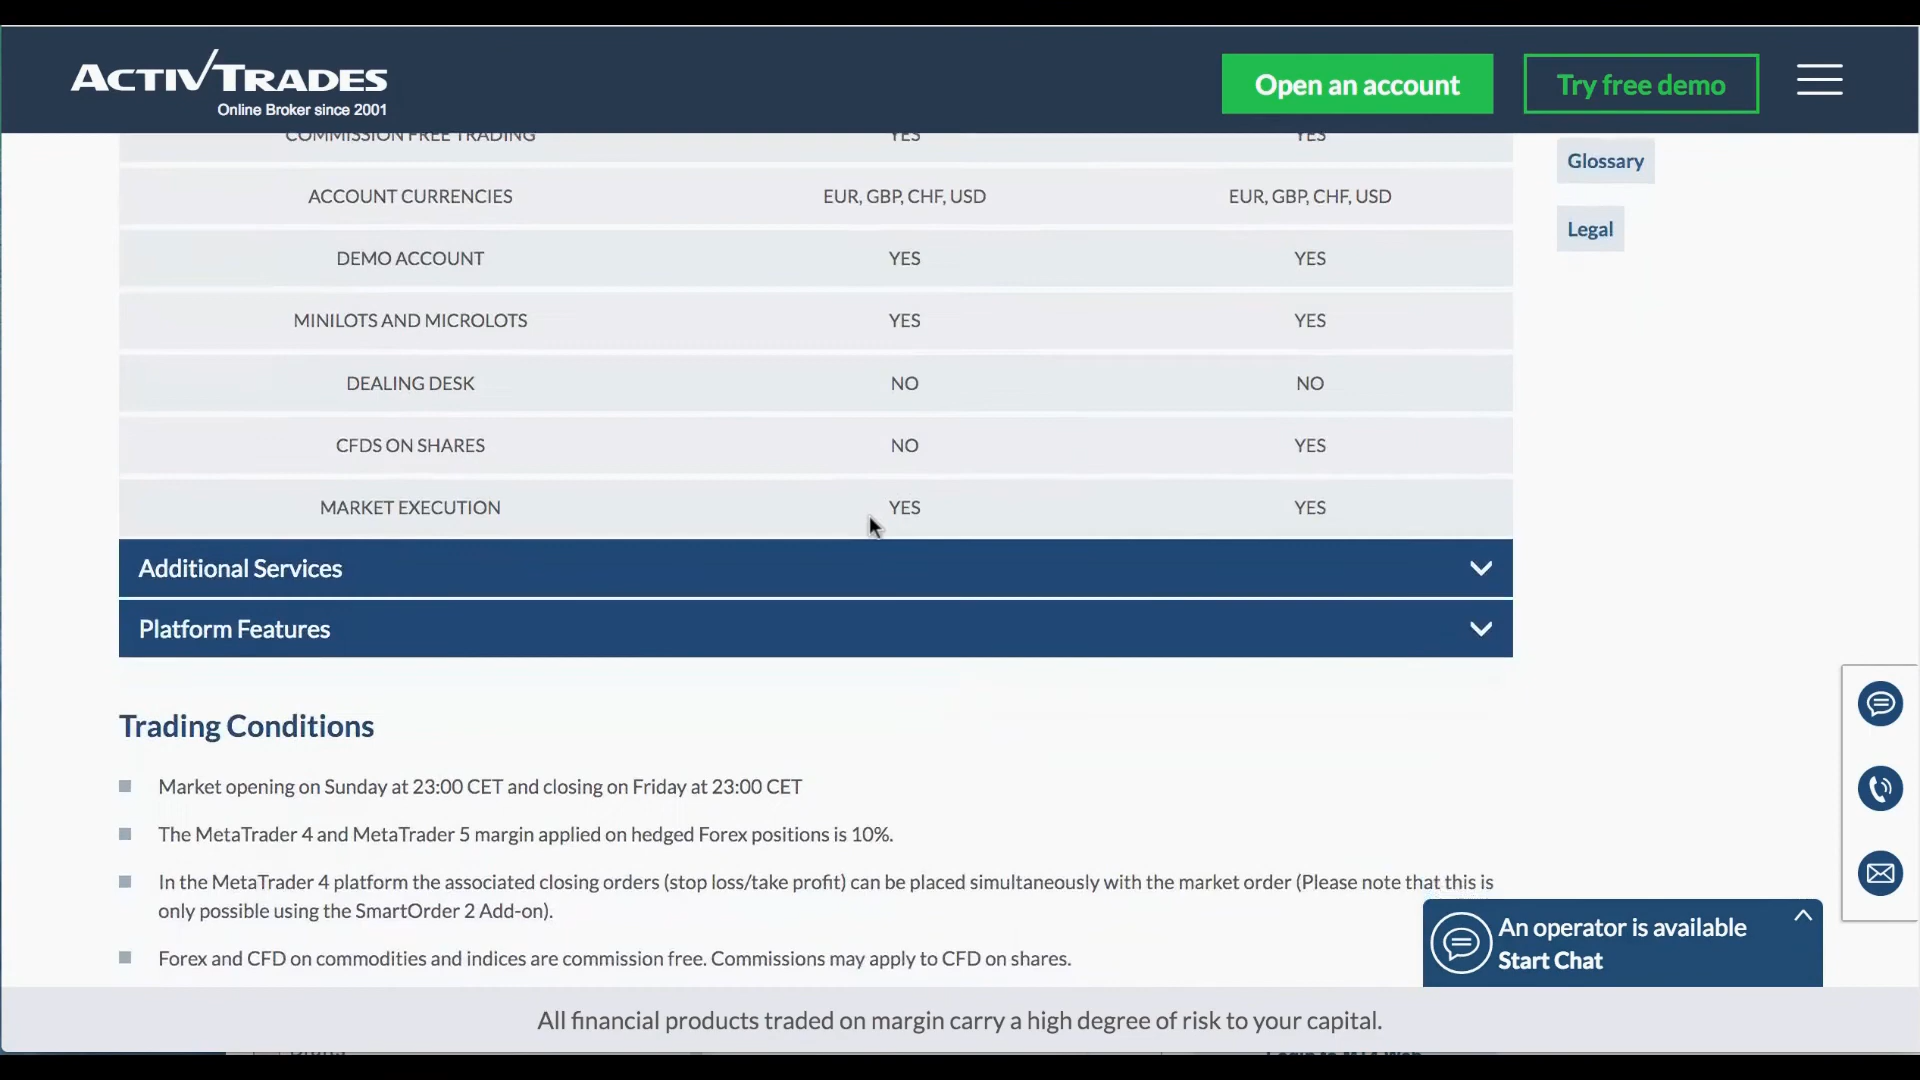 ACTIVTRADES
Online Broker since 2001
Open an account
Try free demo
COMMISSION FREE TRADING YES YES
Glossary
ACCOUNT CURRENCIES EUR, GBP, CHF, USD EUR, GBP, CHF, USD
Legal
DEMO ACCOUNT YES YES
MINILOTS AND MICROLOTS YES YES
DEALING DESK NO NO
CFDS ON SHARES NO YES
MARKET EXECUTION YES YES
Additional Services
Platform Features
Trading Conditions
Market opening on Sunday at 23:00 CET and closing on Friday at 23:00 CET
The MetaTrader 4 and MetaTrader 5 margin applied on hedged Forex positions is 10%.
In the MetaTrader 4 platform the associated closing orders (stop loss/take profit) can be placed simultaneously with the market order (Please note that this is
only possible using the SmartOrder 2 Add-on).
Forex and CFD on commodities and indices are commission free. Commissions may apply to CFD on shares.
An operator is available
Start Chat
All financial products traded on margin carry a high degree of risk to your capital.